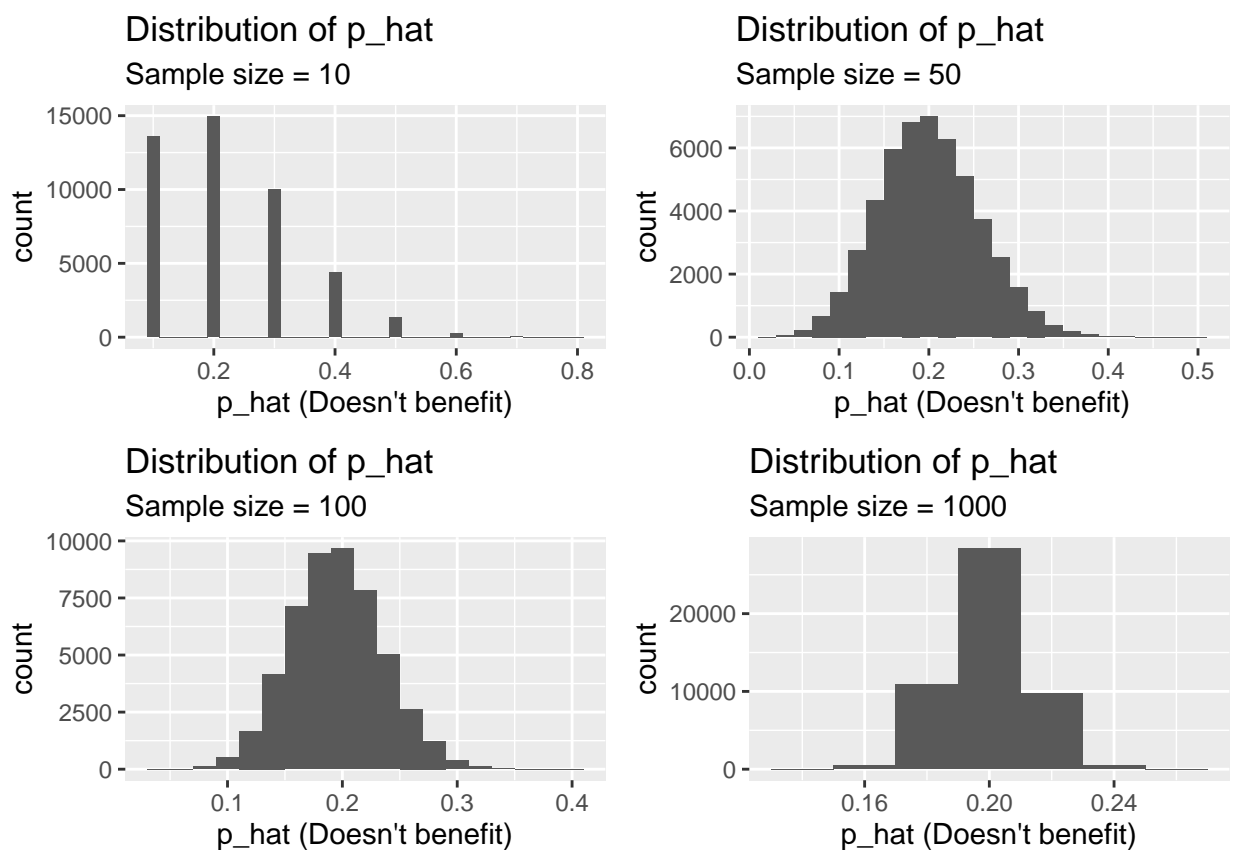 Distribution of p_hat
Sample size = 10
15000
10000
5000
0
count
0.2 0.4 0.6 0.8
p_hat (Doesn't benefit)
Distribution of p_hat
Sample size = 50
6000
4000
2000
0
count
0.0 0.1 0.2 0.3 0.4 0.5
p_hat (Doesn't benefit)
Distribution of p_hat
Sample size = 100
10000
7500
5000
2500
0
count
0.1 0.2 0.3 0.4
p_hat (Doesn't benefit)
Distribution of p_hat
Sample size = 1000
20000
10000
0
count
0.16 0.20 0.24
p_hat (Doesn't benefit)